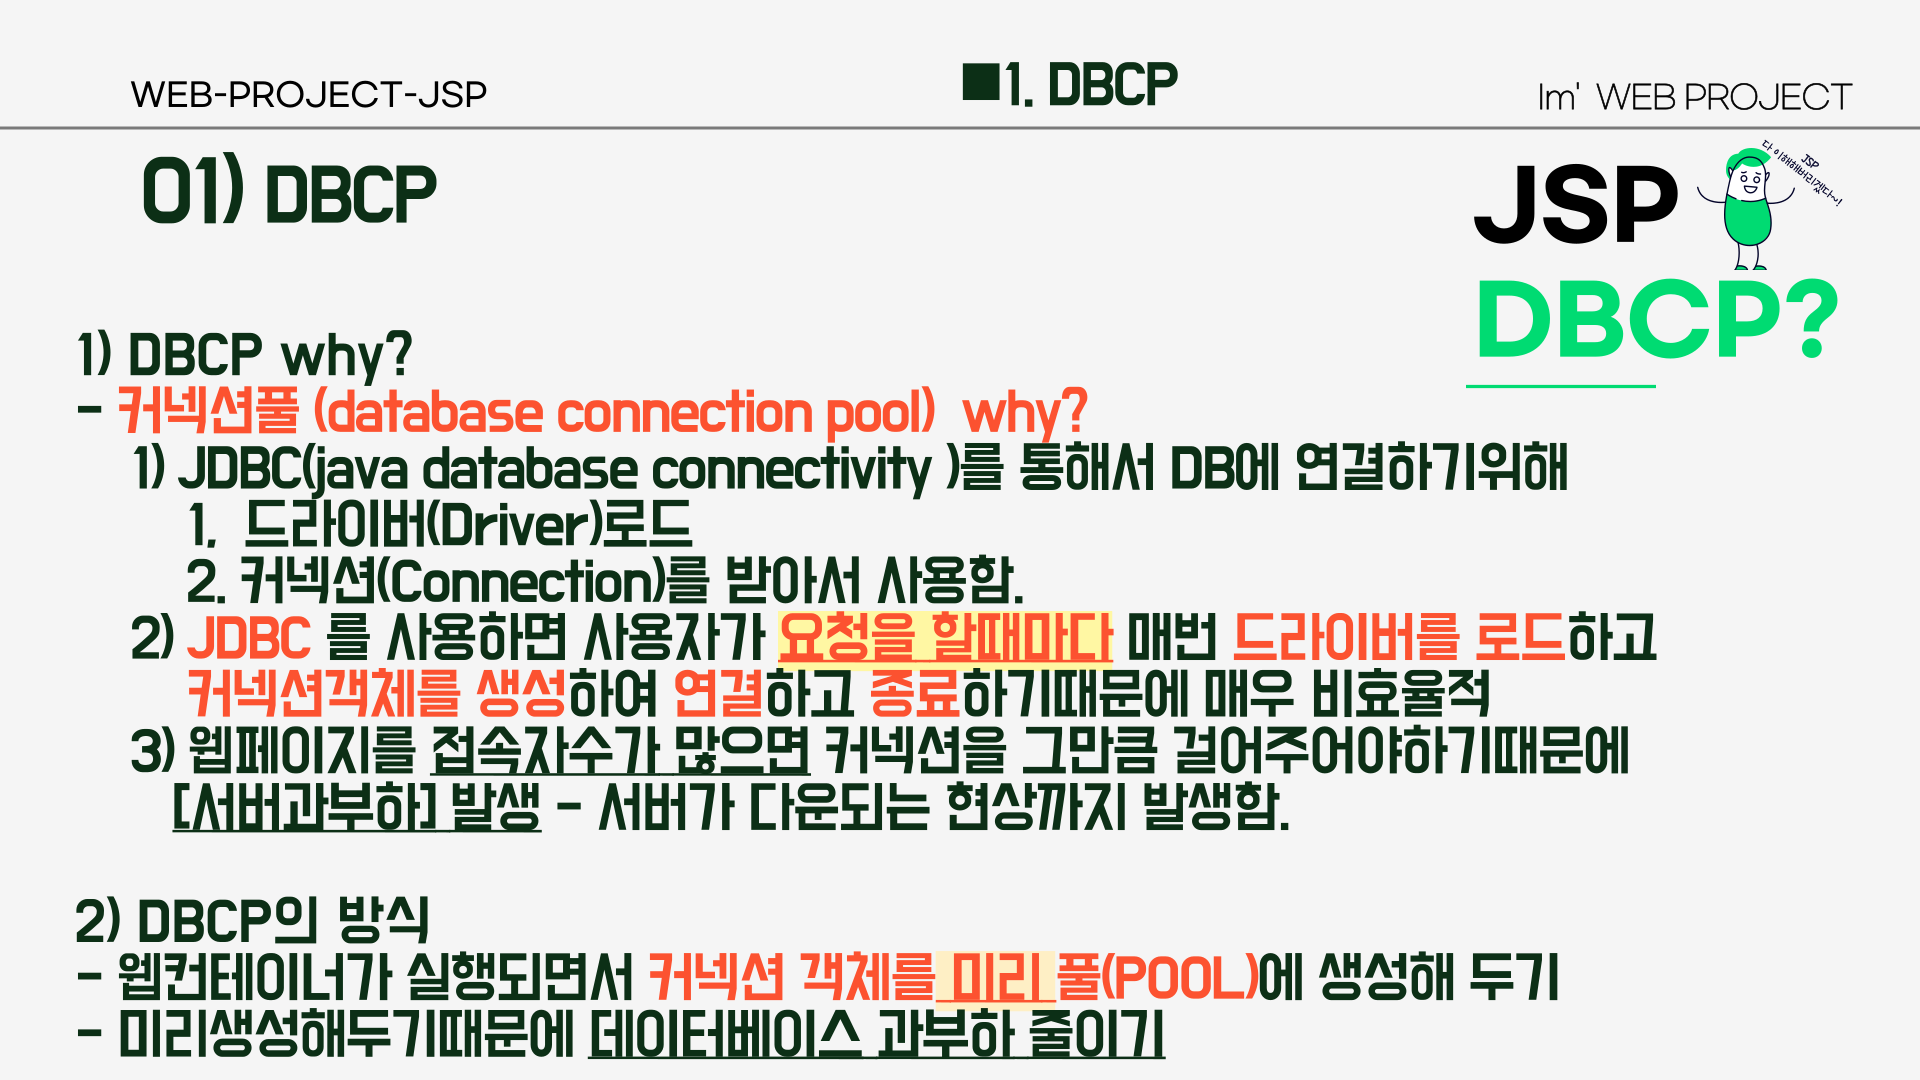 WEB-PROJECT-JSP
■1. DBCP
Im' WEB PROJECT
01) DBCP
JSP
JSP
다 이해해버리겠다~!
DBCP?
1) DBCP why?
- 커넥션풀 (database connection pool) why?
1) JDBC(java database connectivity )를 통해서 DB에 연결하기위해
1. 드라이버(Driver)로드
2. 커넥션(Connection)를 받아서 사용함.
2) JDBC 를 사용하면 사용자가 요청을 할때마다 매번 드라이버를 로드하고
커넥션객체를 생성하여 연결하고 종료하기때문에 매우 비효율적
3) 웹페이지를 접속자수가 많으면 커넥션을 그만큼 걸어주어야하기때문에
[서버과부하] 발생 - 서버가 다운되는 현상까지 발생함.
2) DBCP의 방식
- 웹컨테이너가 실행되면서 커넥션 객체를 미리 풀(POOL)에 생성해 두기
- 미리생성해두기때문에 데이터베이스 과부하 줄이기